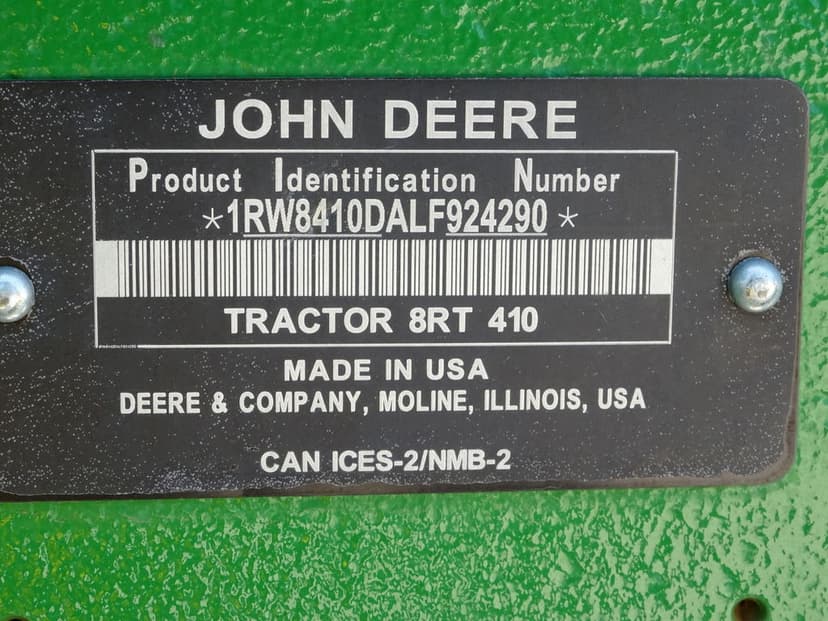 JOHN DEERE
Product Identification Number
*1RW8410DALF924290*
TRACTOR 8RT 410
MADE IN USA
DEERE & COMPANY, MOLINE, ILLINOIS, USA
CAN ICES-2/NMB-2